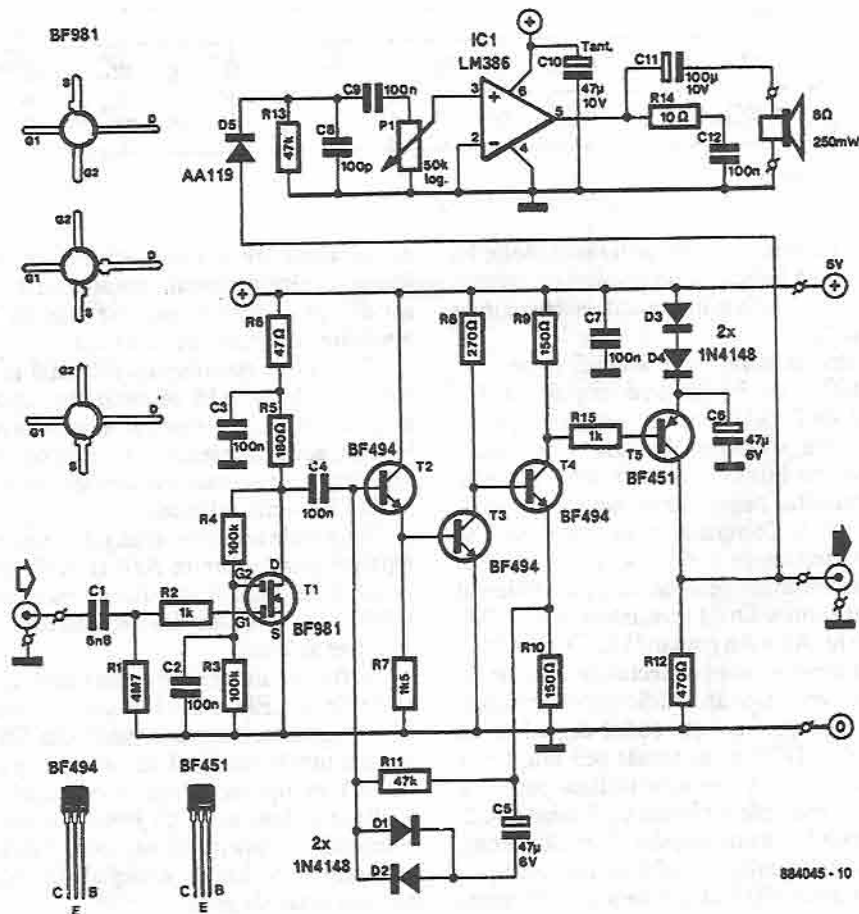 BF981
S
G1
D
G2
G2
G1
D
S
G2
G1
D
S
IC1
LM386
Tant.
C10
47µ
10V
C11
100µ
10V
C9
100n
R13
47k
C8
100p
P1
50k
log.
D5
AA119
3
2
6
5
4
R14
10Ω
C12
100n
8Ω
250mW
6V
R6
47Ω
R8
270Ω
R9
150Ω
C7
100n
D3
D4
2x
1N4148
C3
100n
R5
180Ω
C4
100n
BF494
T2
T3
BF494
T4
BF494
R15
1k
T5
BF451
C6
47µ
6V
R4
100k
G2
D
G1
S
T1
BF981
C1
R2
1k
R1
4M7
C2
100n
R3
100k
R7
1k5
R10
150Ω
R12
470Ω
0
R11
47k
D1
D2
2x
1N4148
C5
47µ
6V
BF494
C
B
E
BF451
C
B
E
884045 - 10